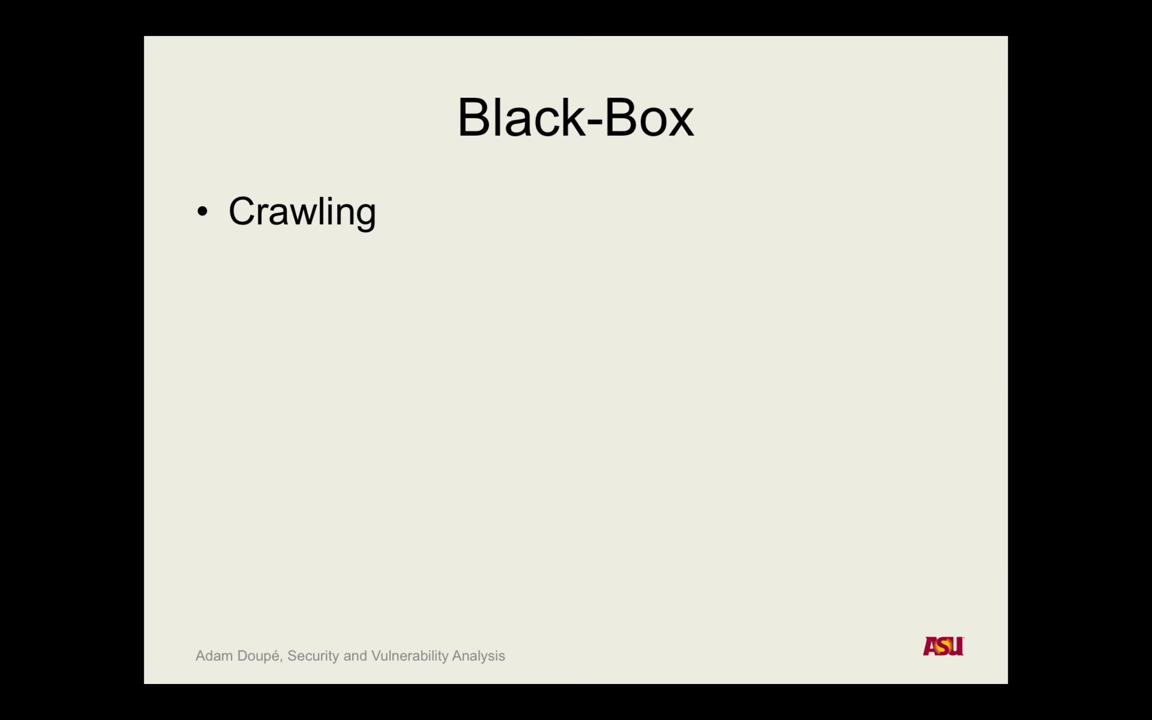 Black-Box
• Crawling
Adam Doupé, Security and Vulnerability Analysis
ASU